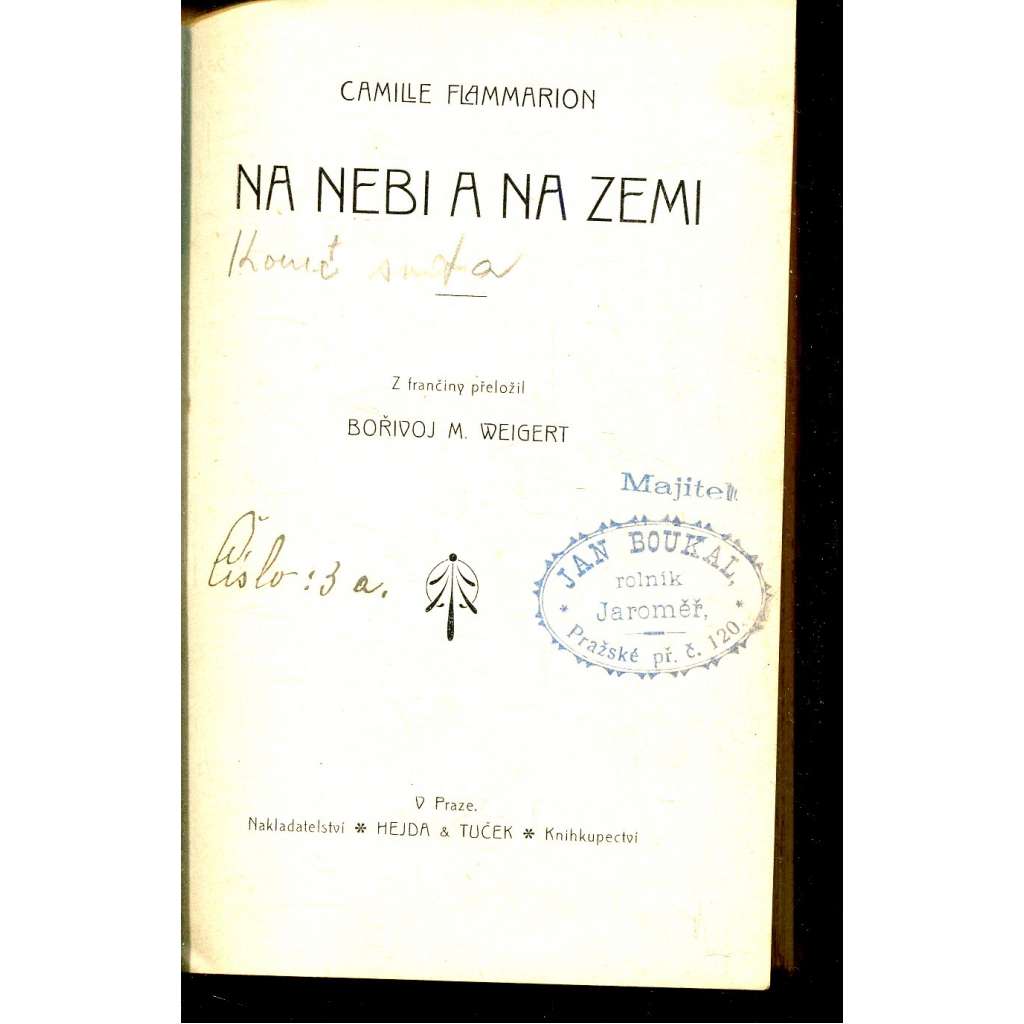 CAMILLE FLAMMARION
NA NEBI A NA ZEMI
Konec světa
Z frančiny přeložil
BOŘIVOJ M. WEIGERT
Majitel
JAN BOUKAL,
rolník
Jaroměř,
Pražské př. č. 120.
Číslo: 3 a.
V Praze.
Nakladatelství * HEJDA & TUČEK * Knihkupectví